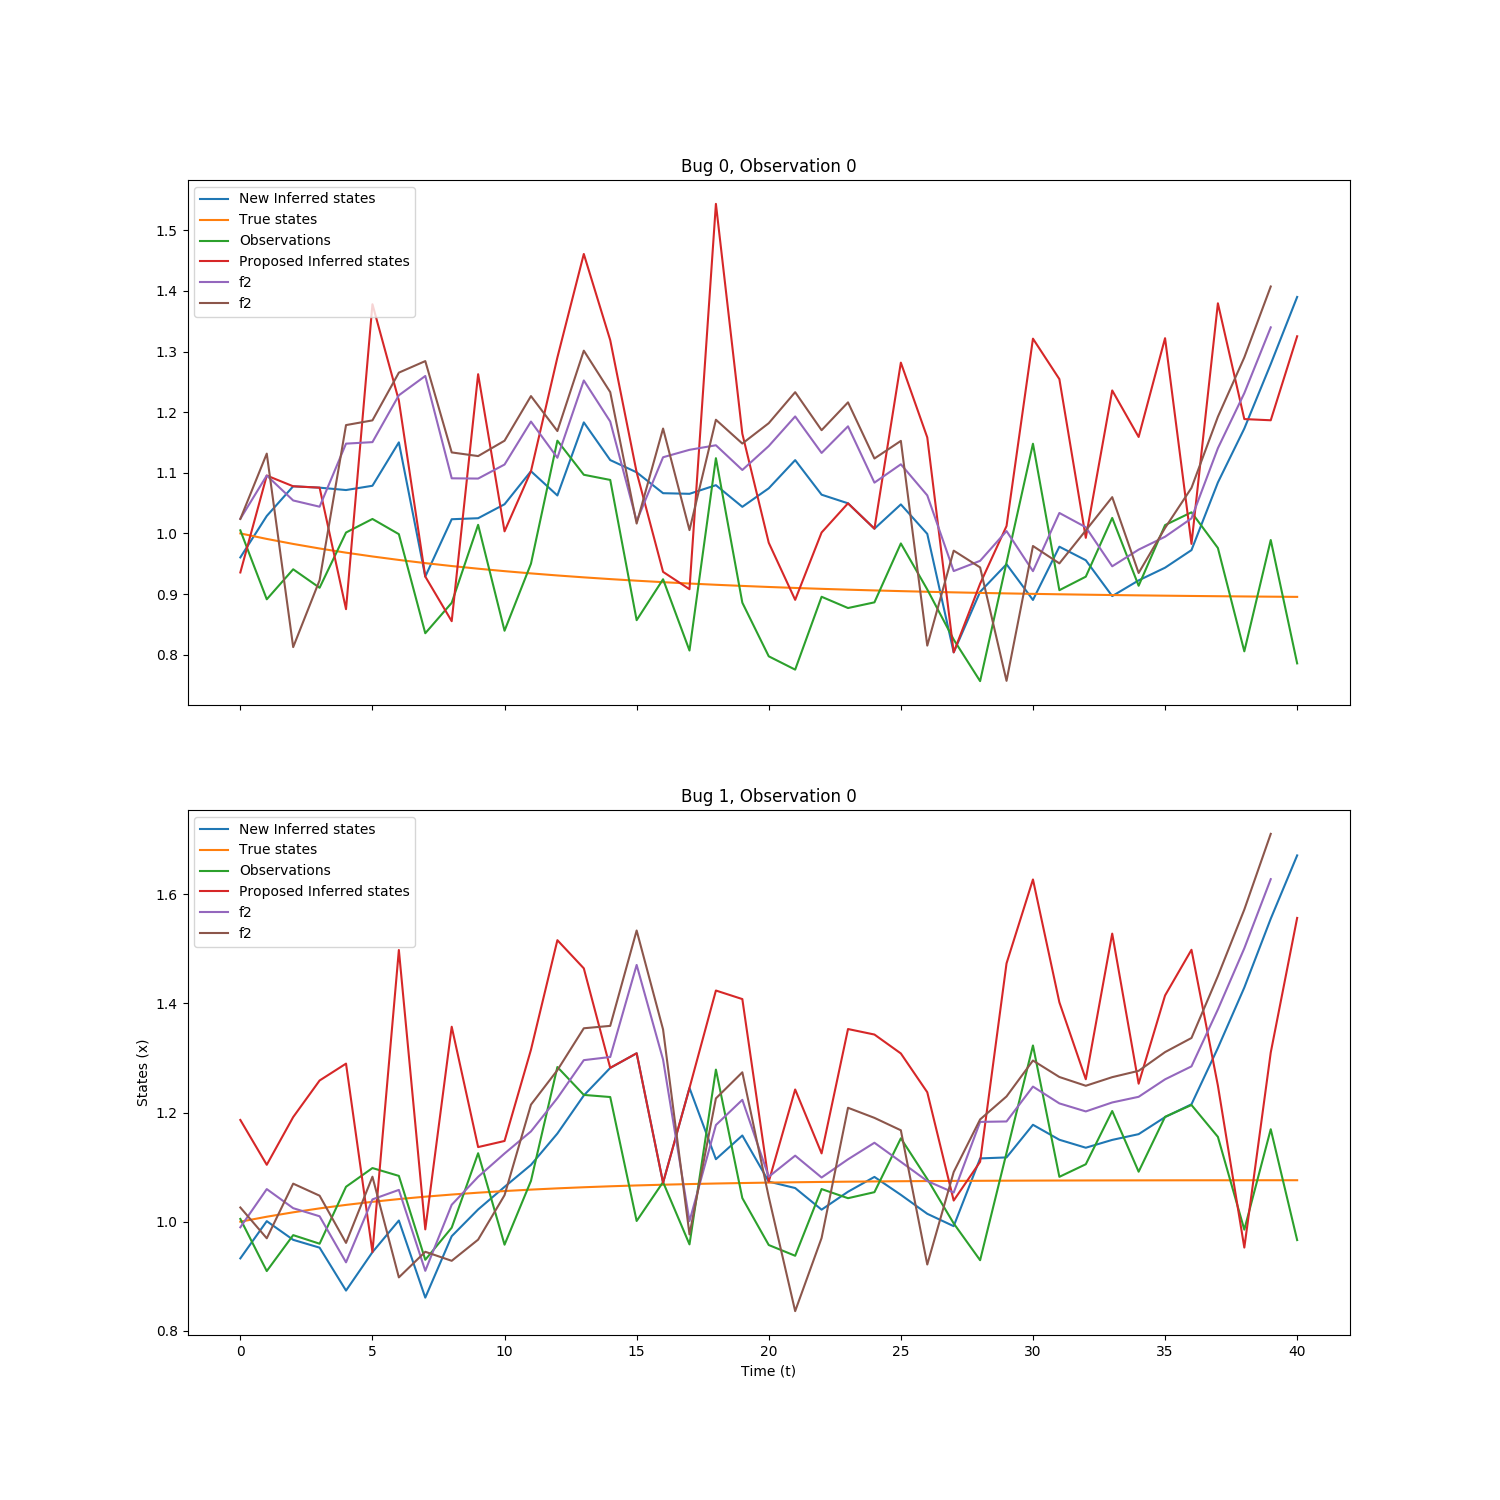 Bug 0, Observation 0
New Inferred states
True states
Observations
Proposed Inferred states
f2
f2
1.5
1.4
1.3
1.2
1.1
1.0
0.9
0.8
Bug 1, Observation 0
New Inferred states
True states
Observations
Proposed Inferred states
f2
f2
1.6
1.4
1.2
1.0
0.8
States (x)
0 5 10 15 20 25 30 35 40
Time (t)